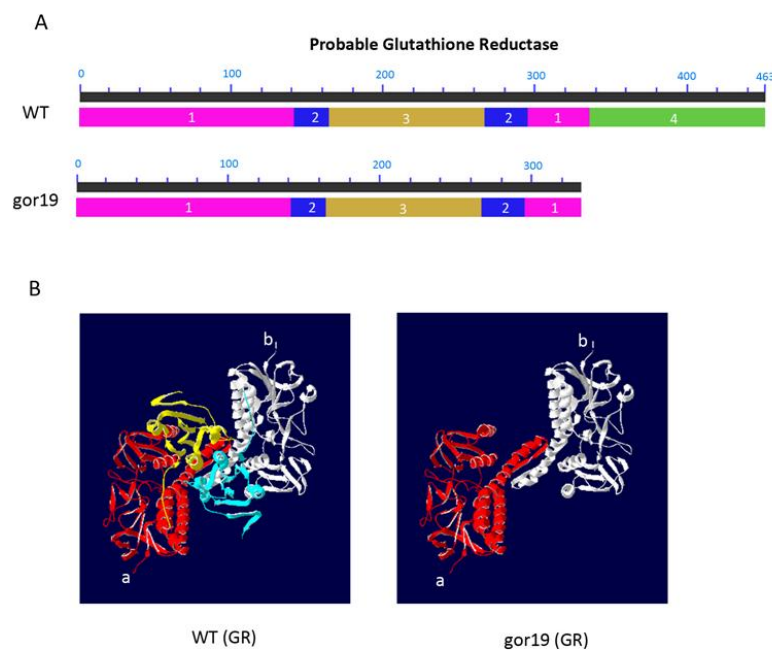 A
Probable Glutathione Reductase
0 100 200 300 400 463
WT
1 2 3 2 1 4
0 100 200 300
gor19
1 2 3 2 1
B
b
a
b
a
WT (GR)
gor19 (GR)